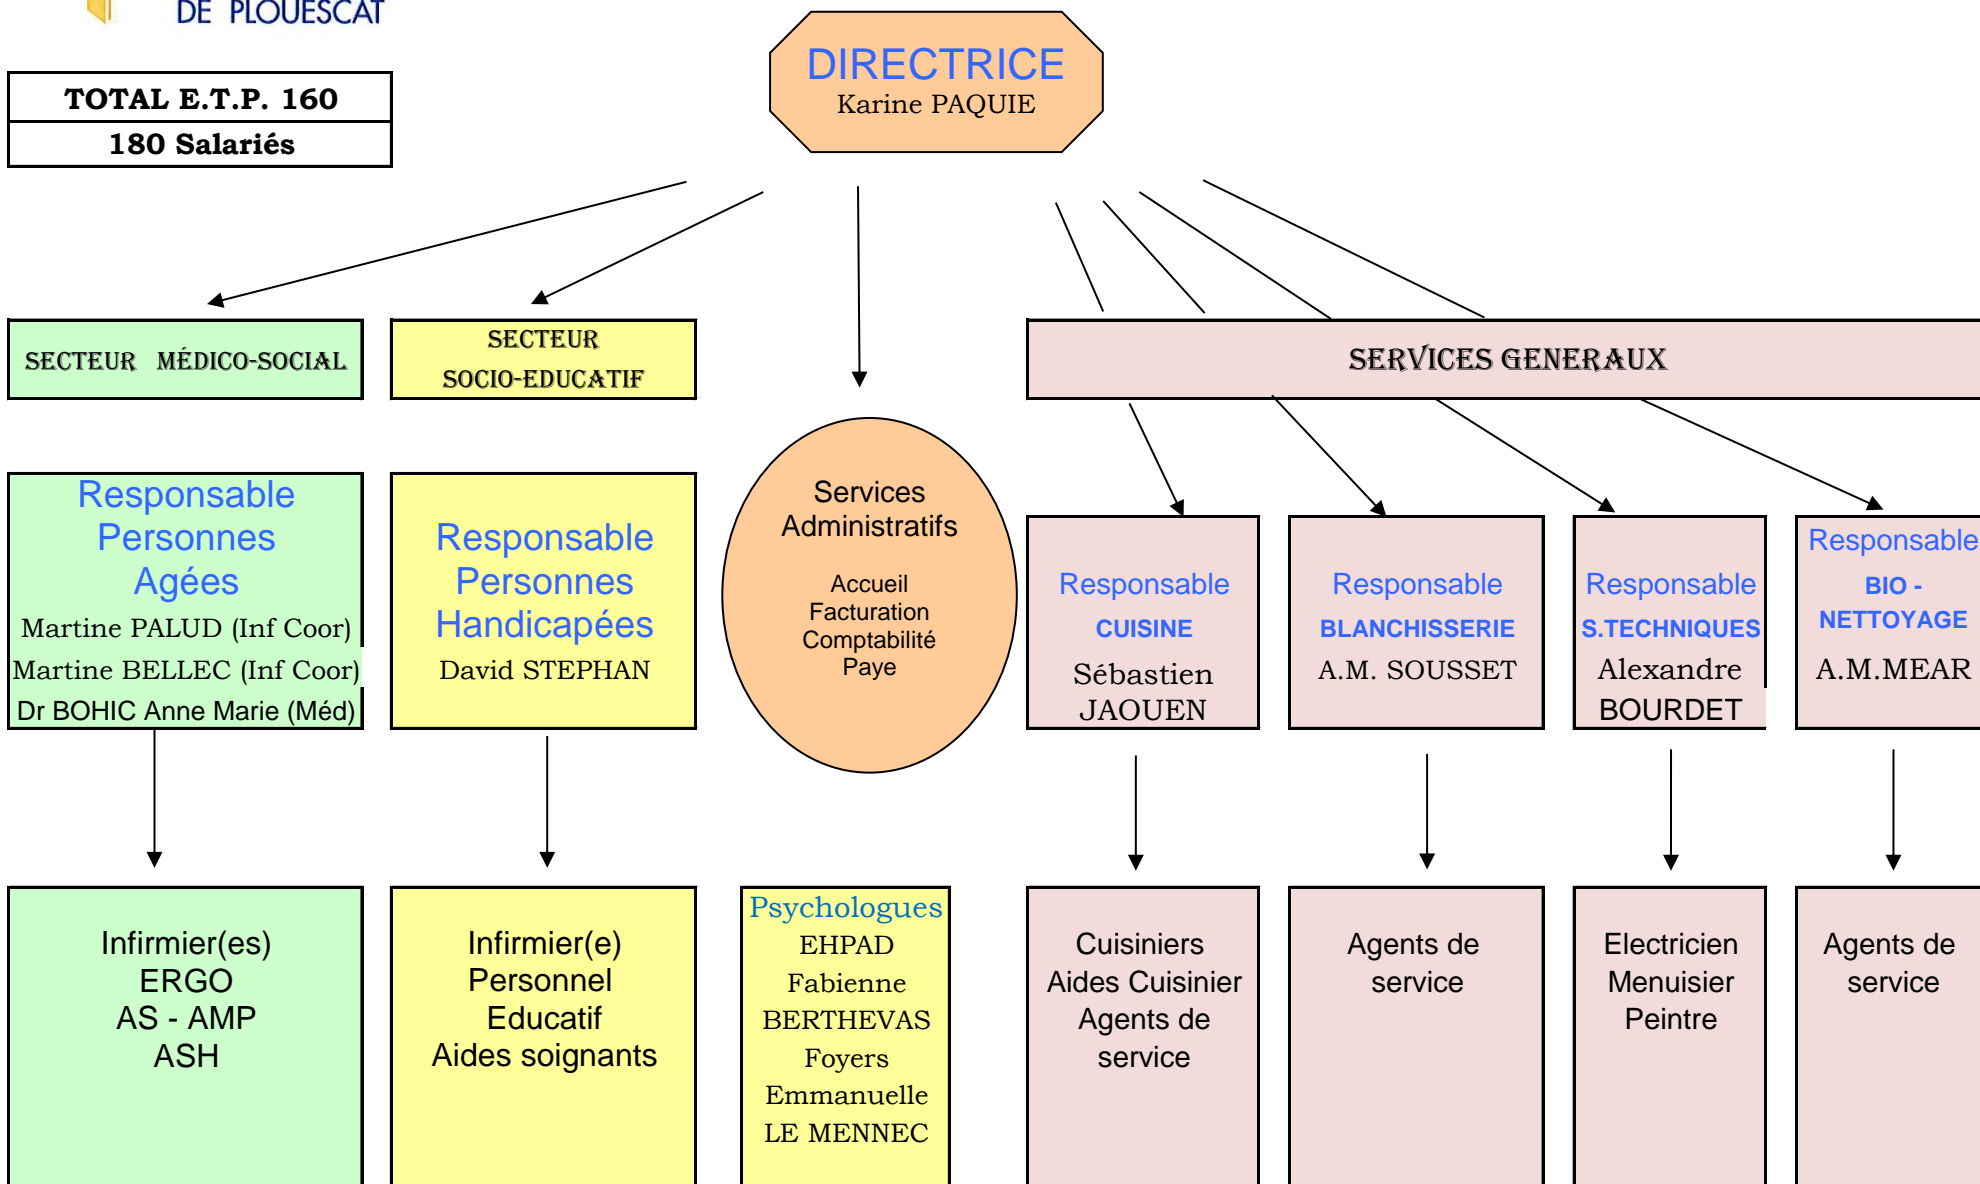 DE PLOUESCAT
TOTAL E.T.P. 160
180 Salariés
DIRECTRICE
Karine PAQUIE
SECTEUR MÉDICO-SOCIAL
SECTEUR
SOCIO-EDUCATIF
SERVICES GENERAUX
Responsable
Personnes
Agées
Martine PALUD (Inf Coor)
Martine BELLEC (Inf Coor)
Dr BOHIC Anne Marie (Méd)
Responsable
Personnes
Handicapées
David STEPHAN
Services
Administratifs
Accueil
Facturation
Comptabilité
Paye
Responsable
CUISINE
Sébastien
JAOUEN
Responsable
BLANCHISSERIE
A.M. SOUSSET
Responsable
S.TECHNIQUES
Alexandre
BOURDET
Responsable
BIO -
NETTOYAGE
A.M.MEAR
Infirmier(es)
ERGO
AS - AMP
ASH
Infirmier(e)
Personnel
Educatif
Aides soignants
Psychologues
EHPAD
Fabienne
BERTHEVAS
Foyers
Emmanuelle
LE MENNEC
Cuisiniers
Aides Cuisinier
Agents de
service
Agents de
service
Electricien
Menuisier
Peintre
Agents de
service